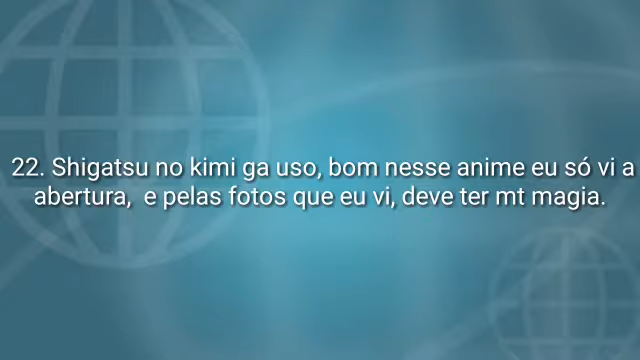 22. Shigatsu no kimi ga uso, bom nesse anime eu só vi a
abertura,  e pelas fotos que eu vi, deve ter mt magia.